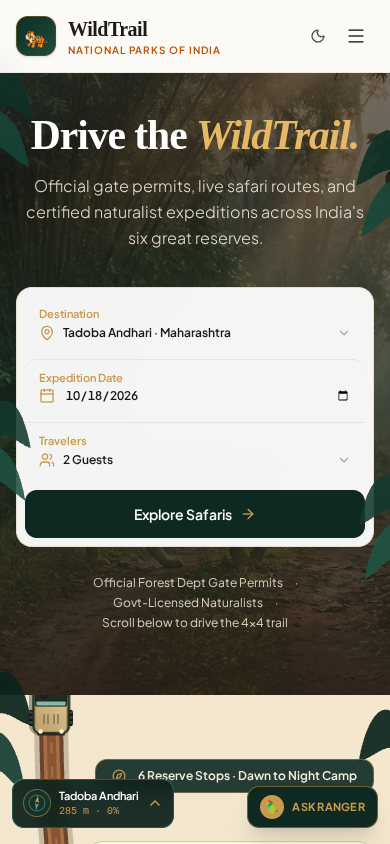 WildTrail
NATIONAL PARKS OF INDIA
Drive the WildTrail.
Official gate permits, live safari routes, and
certified naturalist expeditions across India's
six great reserves.
Destination
Tadoba Andhari · Maharashtra
Expedition Date
10/18/2026
Travelers
2 Guests
Explore Safaris →
Official Forest Dept Gate Permits ·
Govt-Licensed Naturalists ·
Scroll below to drive the 4×4 trail
6 Reserve Stops · Dawn to Night Camp
Tadoba Andhari
285 m · 0%
ASK RANGER